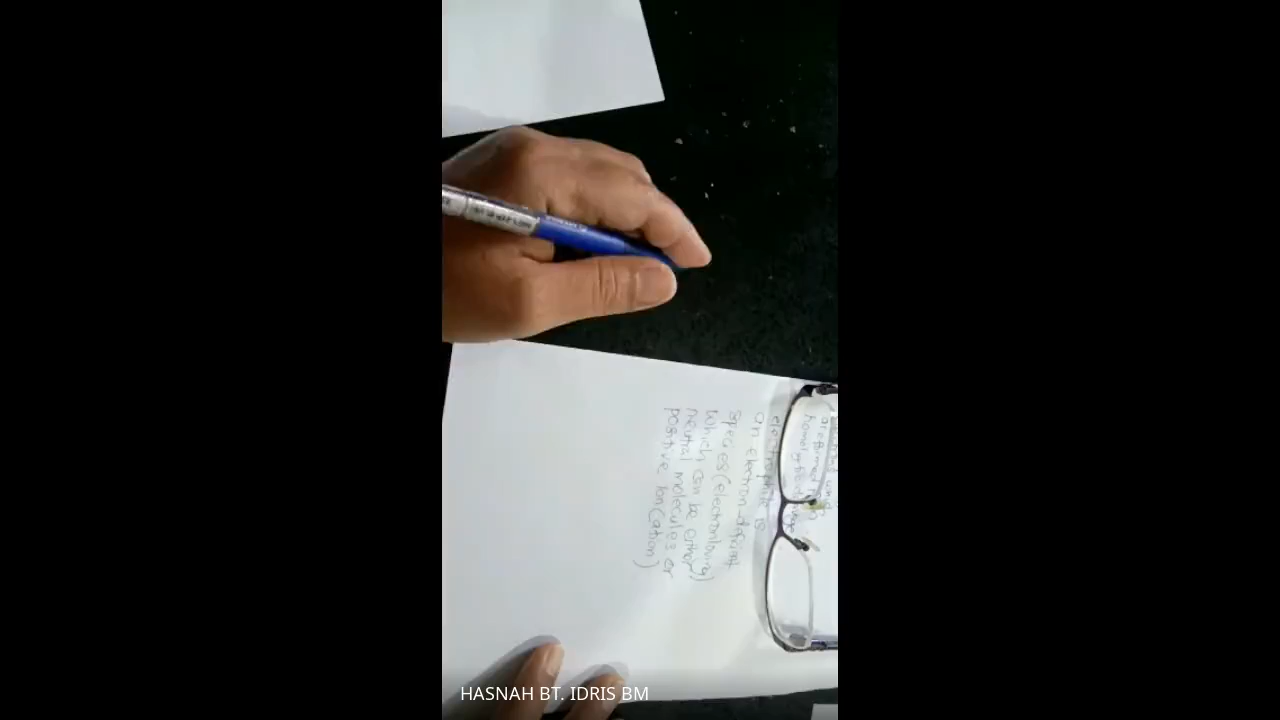 homolytic
electrophile is
an electron-deficient
species (electron loving)
which can be either
neutral molecules or
positive ion (cation)
HASNAH BT. IDRIS BM